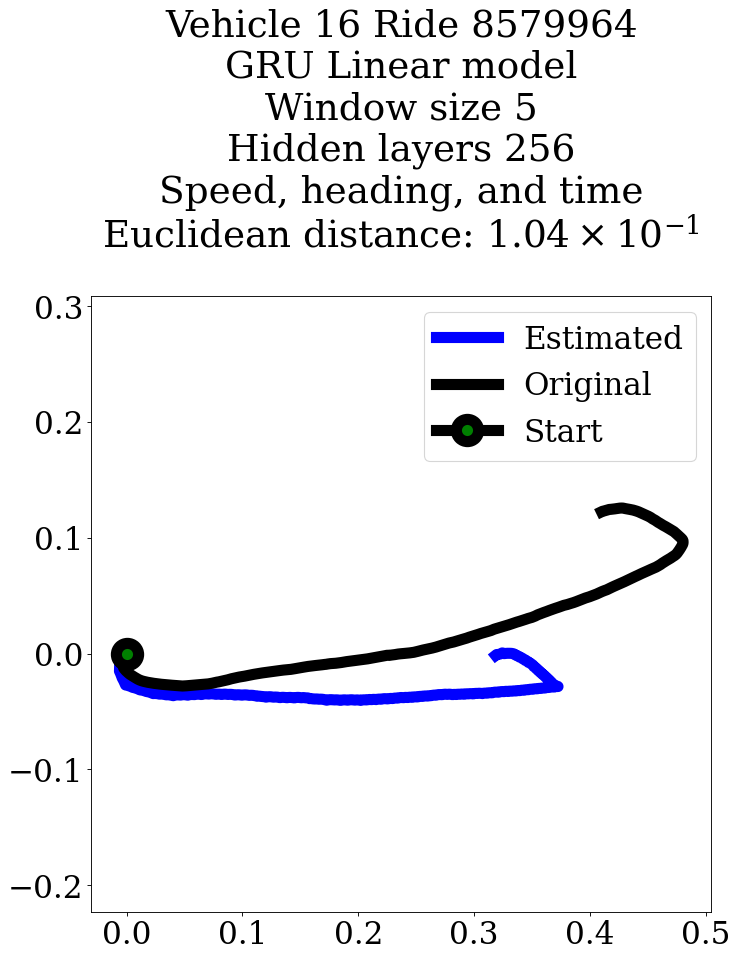 Vehicle 16 Ride 8579964
GRU Linear model
Window size 5
Hidden layers 256
Speed, heading, and time
Euclidean distance: 1.04 × 10⁻¹
0.3
0.2
0.1
0.0
−0.1
−0.2
Estimated
Original
Start
0.0 0.1 0.2 0.3 0.4 0.5